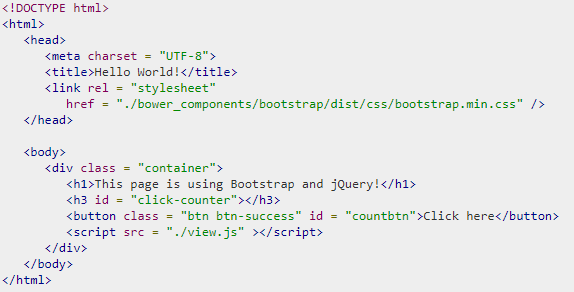 <!DOCTYPE html>
<html>
   <head>
      <meta charset = "UTF-8">
      <title>Hello World!</title>
      <link rel = "stylesheet"
         href = "./bower_components/bootstrap/dist/css/bootstrap.min.css" />
   </head>

   <body>
      <div class = "container">
         <h1>This page is using Bootstrap and jQuery!</h1>
         <h3 id = "click-counter"></h3>
         <button class = "btn btn-success" id = "countbtn">Click here</button>
         <script src = "./view.js" ></script>
      </div>
   </body>
</html>